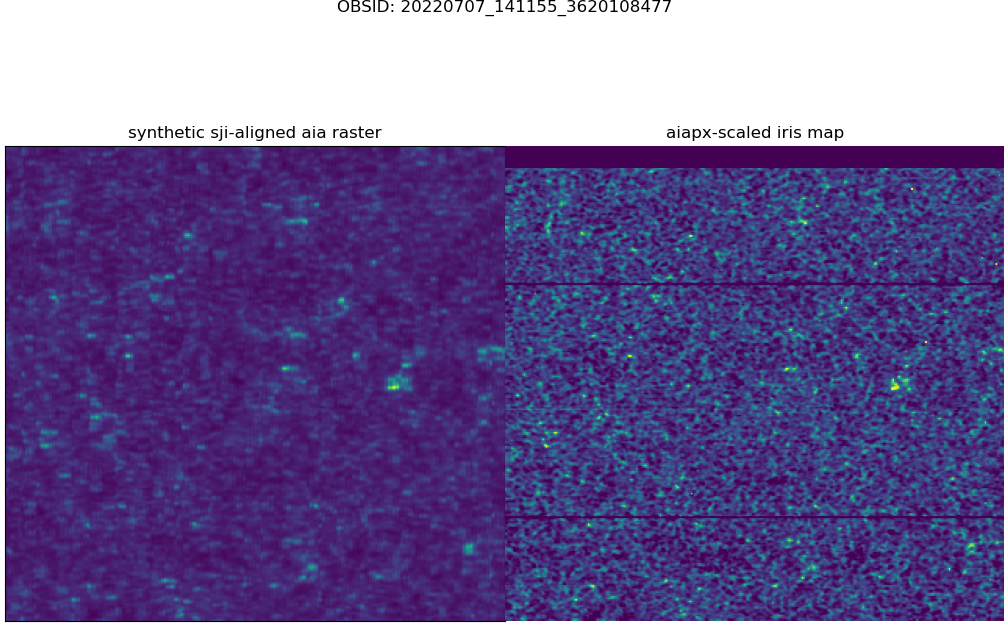 OBSID: 20220707_141155_3620108477
synthetic sji-aligned aia raster
aiapx-scaled iris map